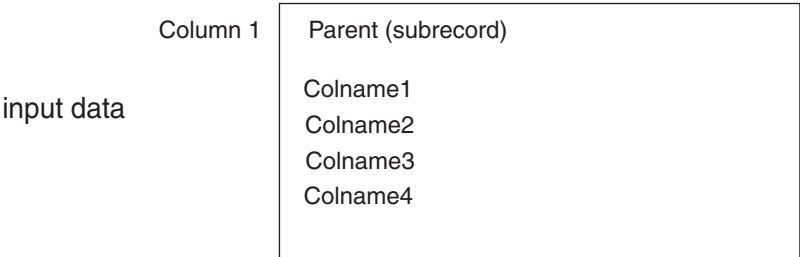 Column 1 Parent (subrecord)
input data
Colname1
Colname2
Colname3
Colname4